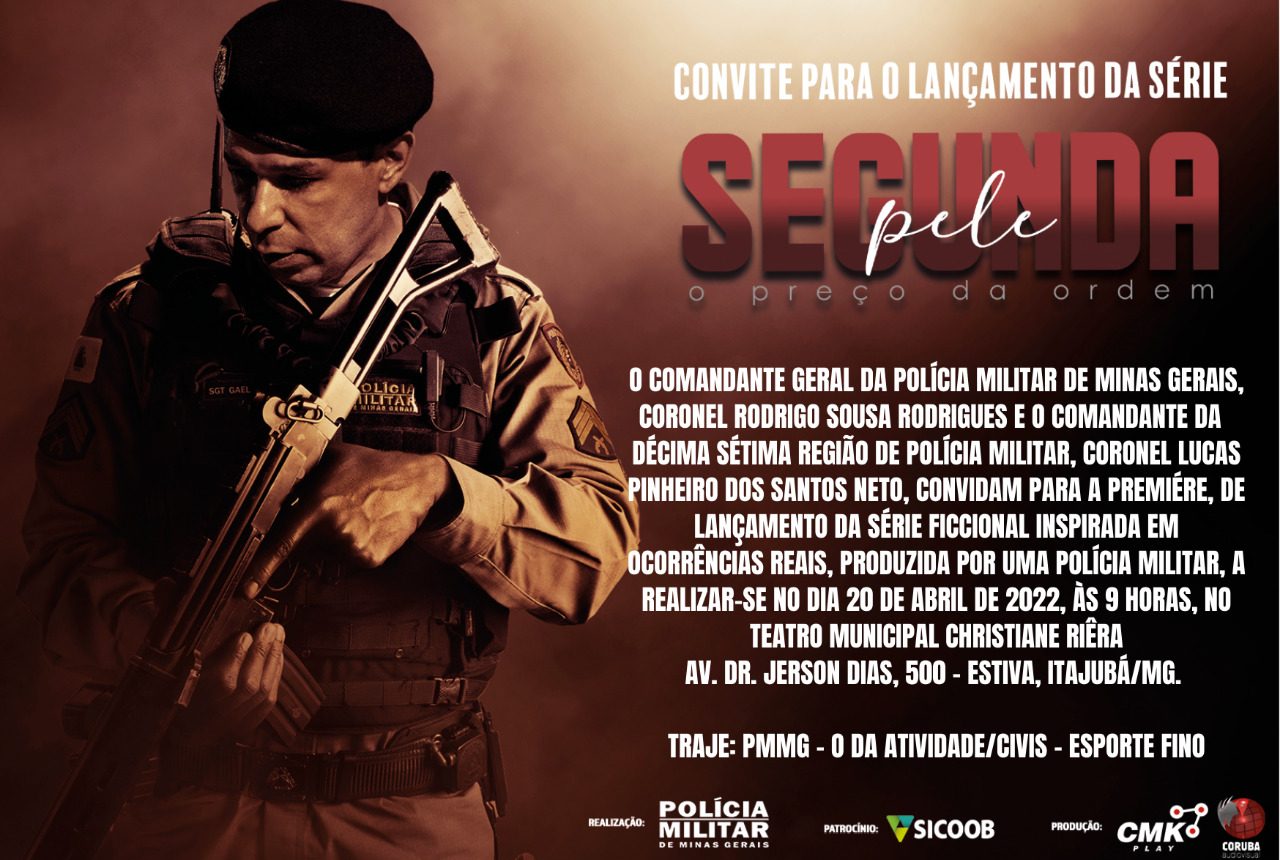 CONVITE PARA O LANÇAMENTO DA SÉRIE
SEGUNDA
pele
o preço da ordem
SGT GAEL
POLÍCIA
MILITAR
DE MINAS GERAIS
O COMANDANTE GERAL DA POLÍCIA MILITAR DE MINAS GERAIS,
CORONEL RODRIGO SOUSA RODRIGUES E O COMANDANTE DA
DÉCIMA SÉTIMA REGIÃO DE POLÍCIA MILITAR, CORONEL LUCAS
PINHEIRO DOS SANTOS NETO, CONVIDAM PARA A PREMIÉRE, DE
LANÇAMENTO DA SÉRIE FICCIONAL INSPIRADA EM
OCORRÊNCIAS REAIS, PRODUZIDA POR UMA POLÍCIA MILITAR, A
REALIZAR-SE NO DIA 20 DE ABRIL DE 2022, ÀS 9 HORAS, NO
TEATRO MUNICIPAL CHRISTIANE RIÊRA
AV. DR. JERSON DIAS, 500 - ESTIVA, ITAJUBÁ/MG.
TRAJE: PMMG - O DA ATIVIDADE/CIVIS - ESPORTE FINO
REALIZAÇÃO:
POLÍCIA
MILITAR
DE MINAS GERAIS
PATROCÍNIO:
SICOOB
PRODUÇÃO:
CMK
PLAY
CORUBA
audiovisual